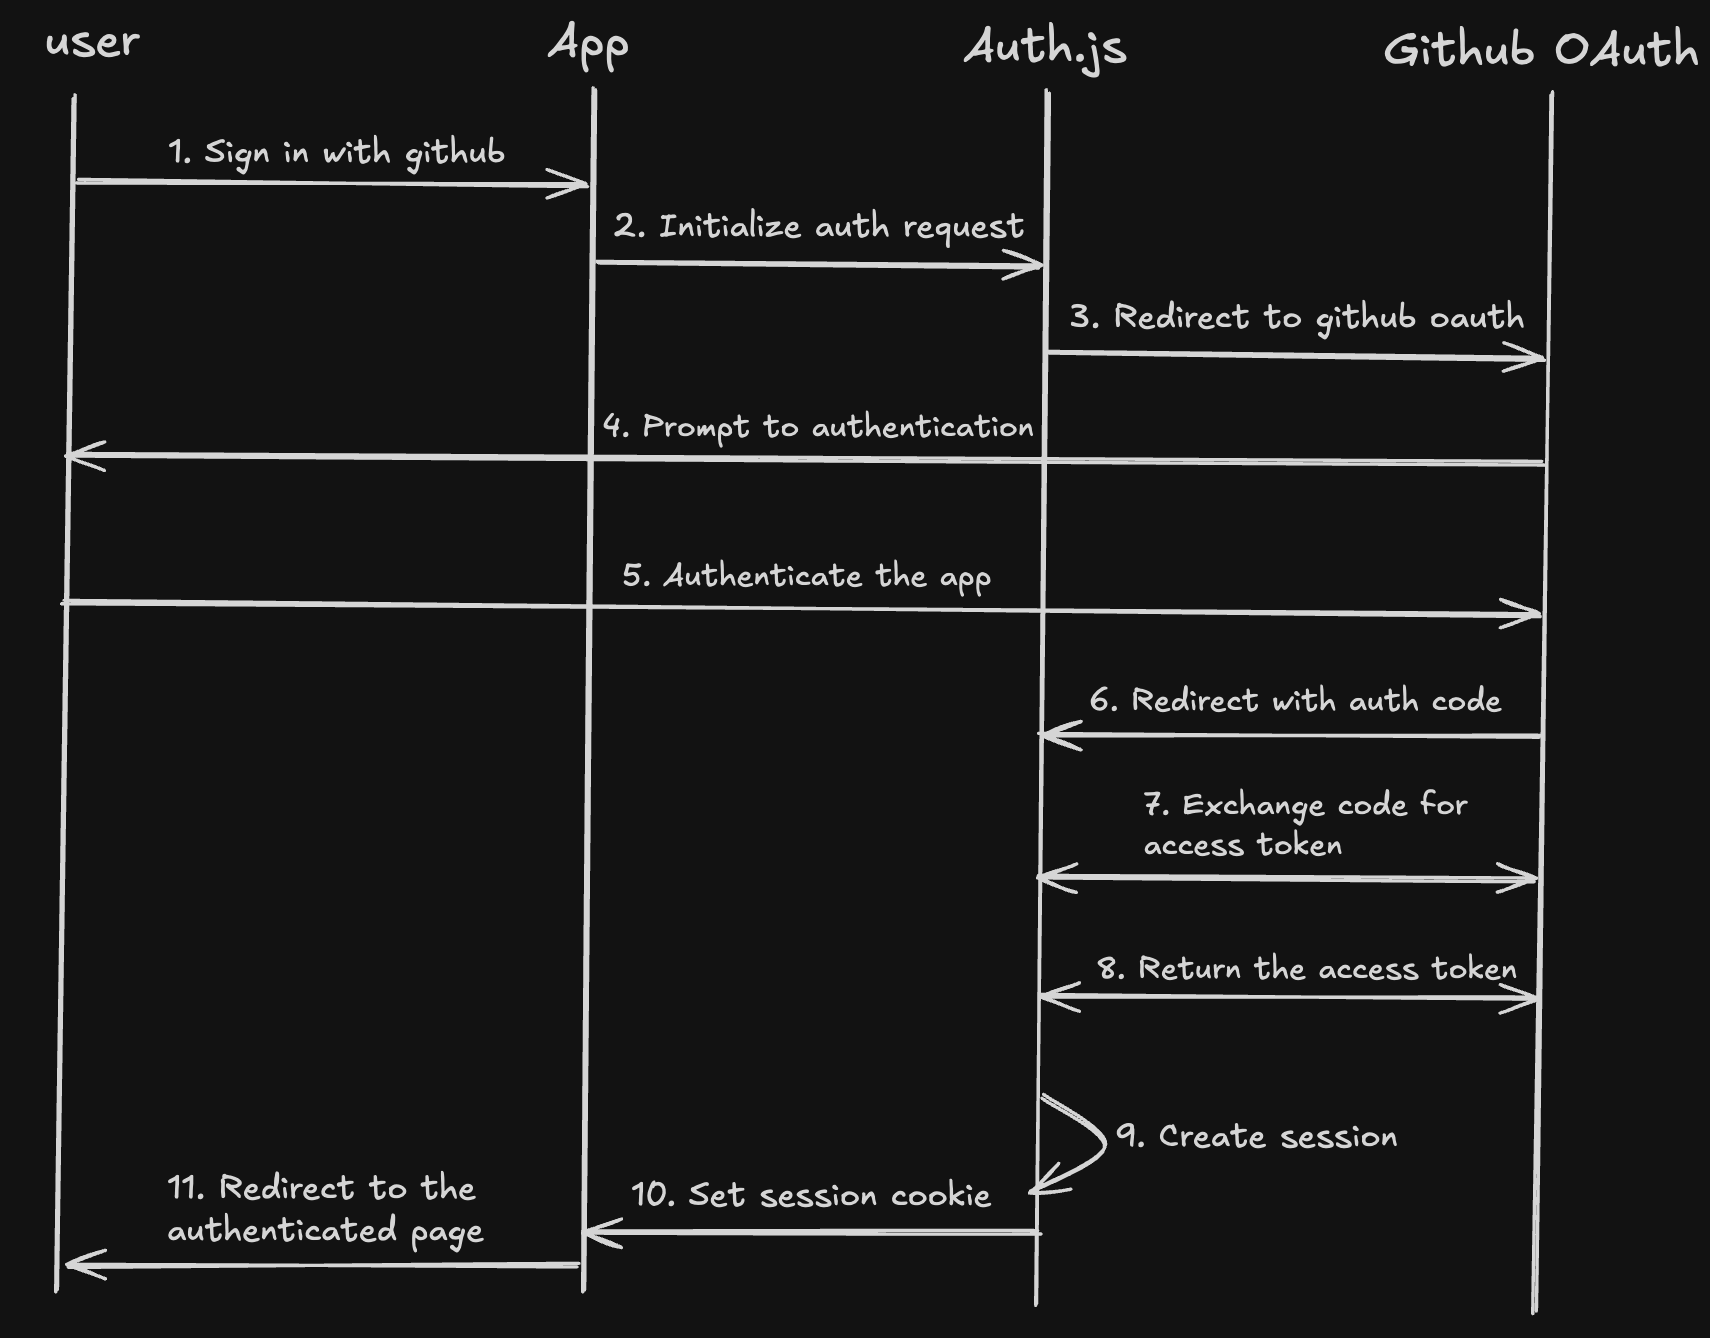 user
App
Auth.js
Github OAuth
1. Sign in with github
2. Initialize auth request
3. Redirect to github oauth
4. Prompt to authentication
5. Authenticate the app
6. Redirect with auth code
7. Exchange code for
access token
8. Return the access token
9. Create session
10. Set session cookie
11. Redirect to the
authenticated page